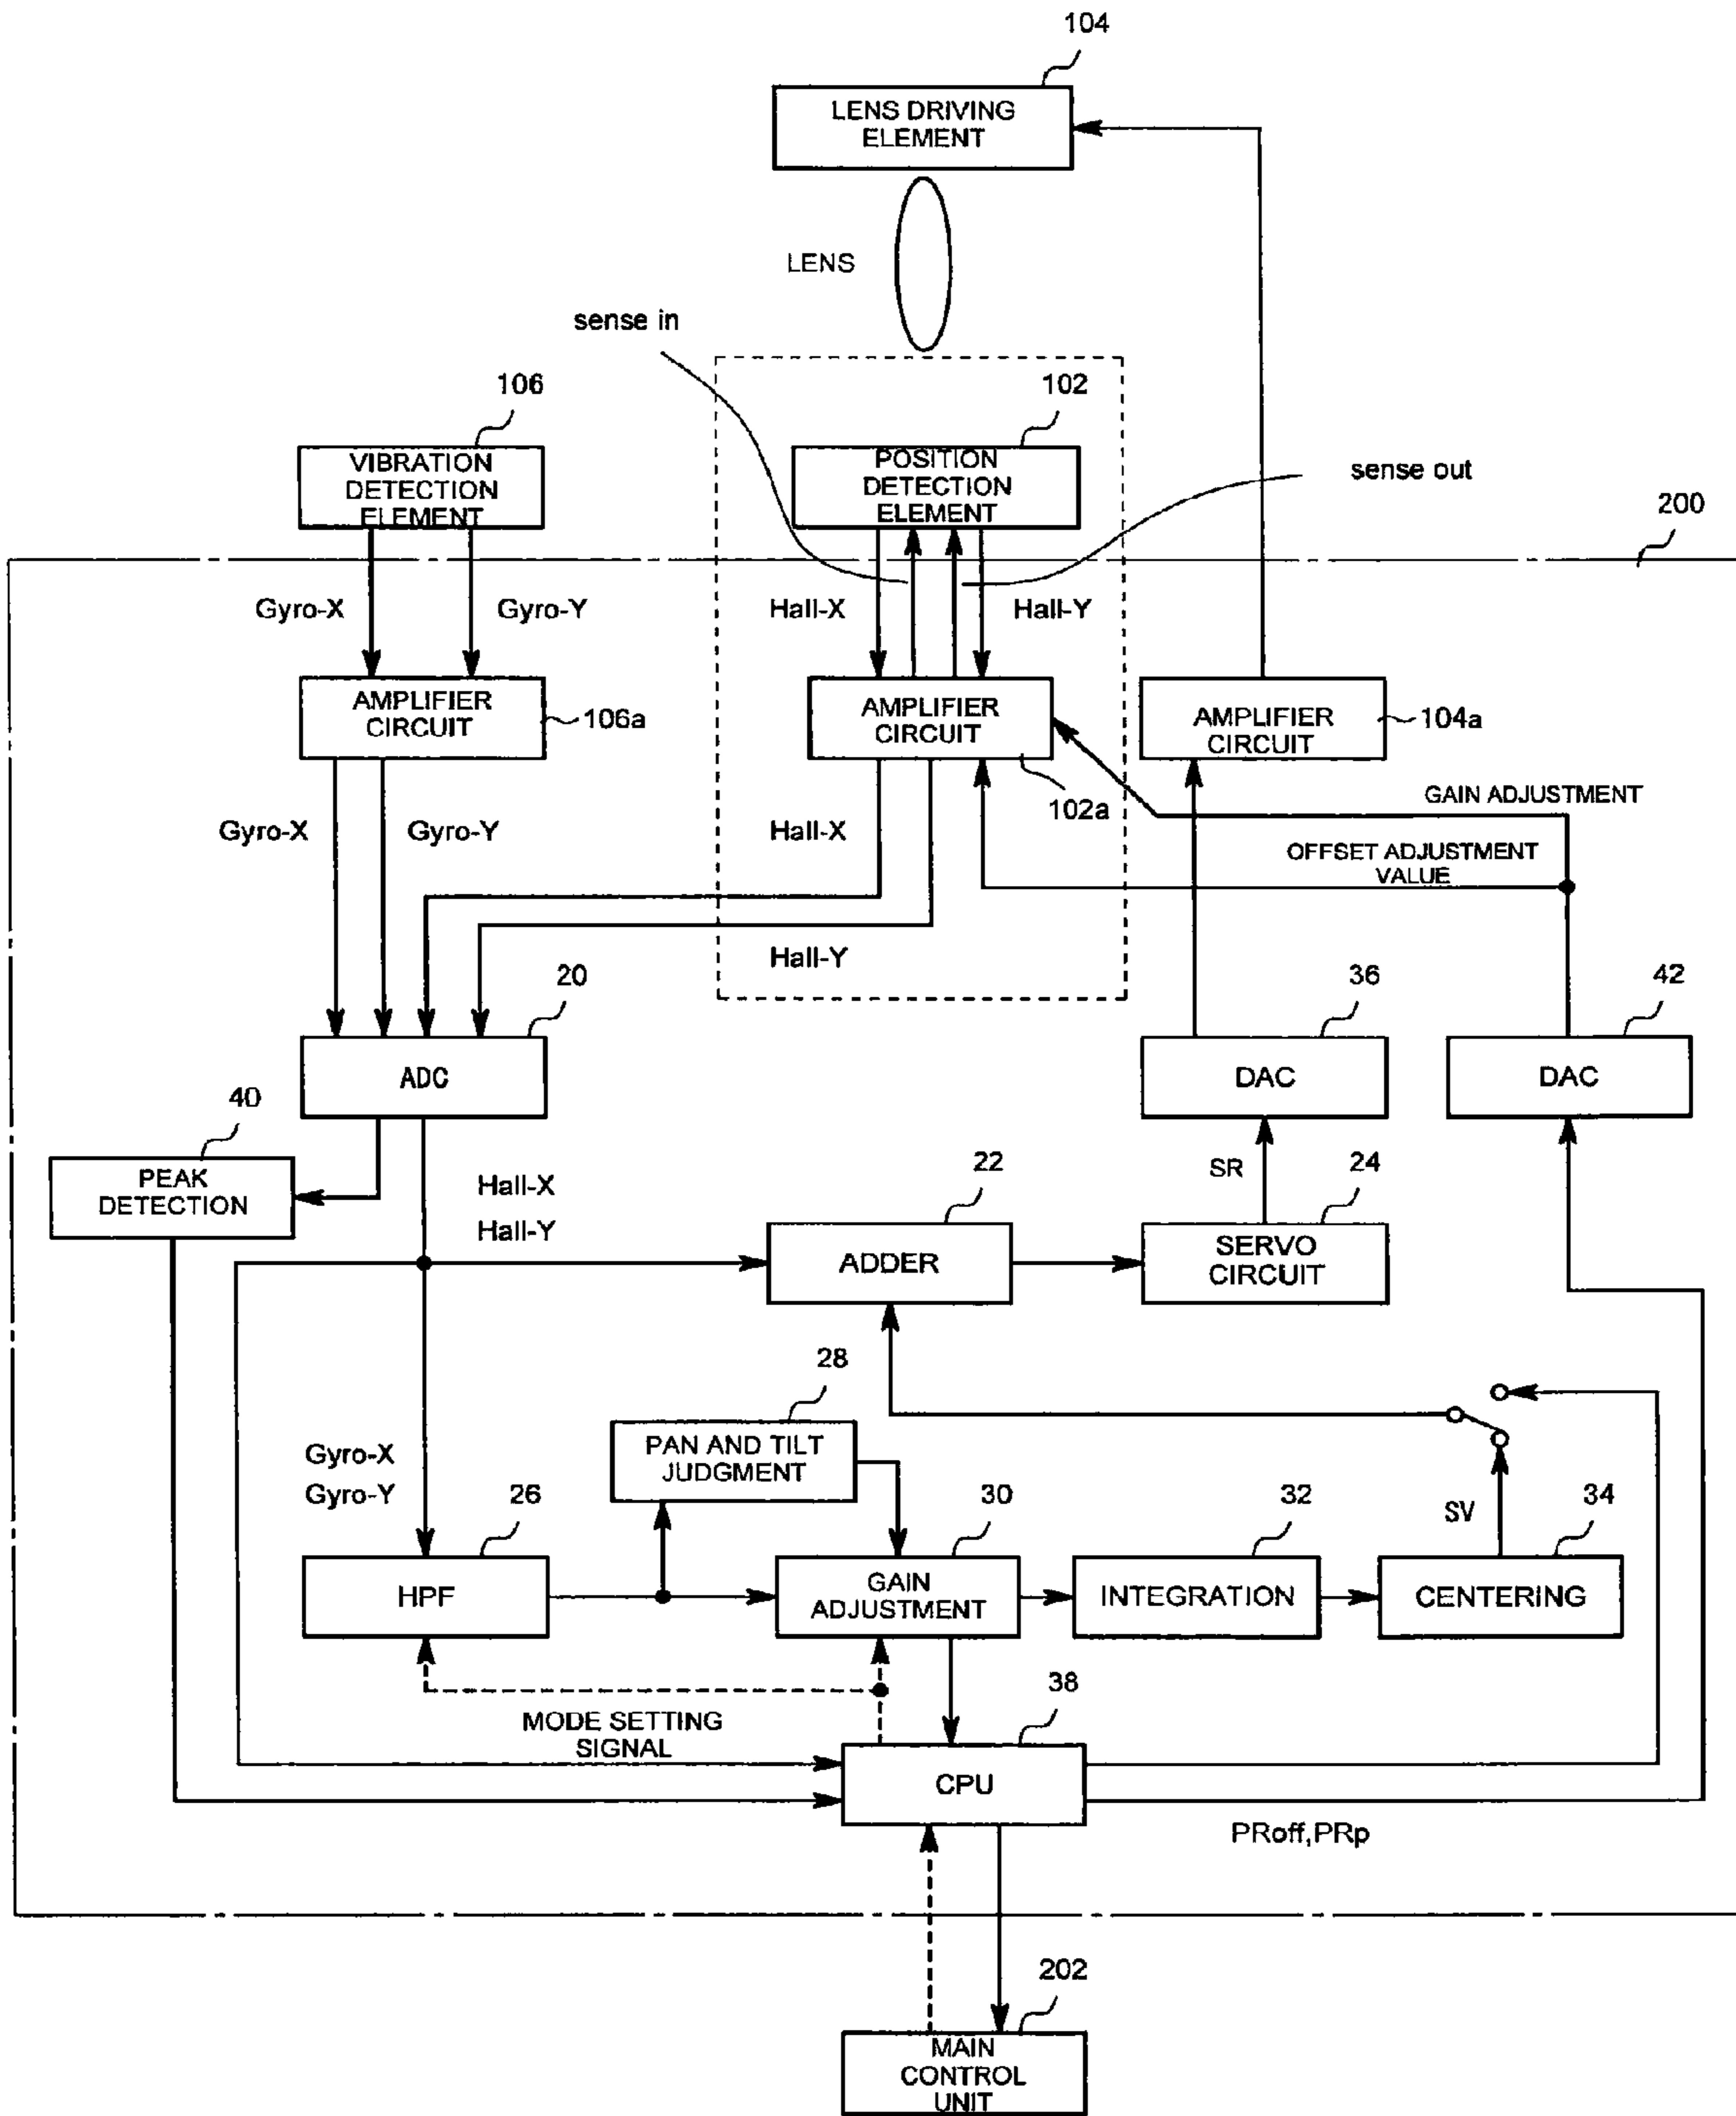 104
LENS DRIVING
ELEMENT
LENS
sense in
106
102
VIBRATION
DETECTION
ELEMENT
POSITION
DETECTION
ELEMENT
sense out
200
Gyro-X
Gyro-Y
Hall-X
Hall-Y
AMPLIFIER
CIRCUIT
106a
AMPLIFIER
CIRCUIT
AMPLIFIER
CIRCUIT
104a
102a
GAIN ADJUSTMENT
Gyro-X
Gyro-Y
Hall-X
OFFSET ADJUSTMENT
VALUE
Hall-Y
20
36
42
ADC
DAC
DAC
40
PEAK
DETECTION
Hall-X
Hall-Y
22
SR
24
ADDER
SERVO
CIRCUIT
28
PAN AND TILT
JUDGMENT
Gyro-X
Gyro-Y
26
30
32
SV
34
HPF
GAIN
ADJUSTMENT
INTEGRATION
CENTERING
MODE SETTING
SIGNAL
38
CPU
PRoff,PRp
202
MAIN
CONTROL
UNIT